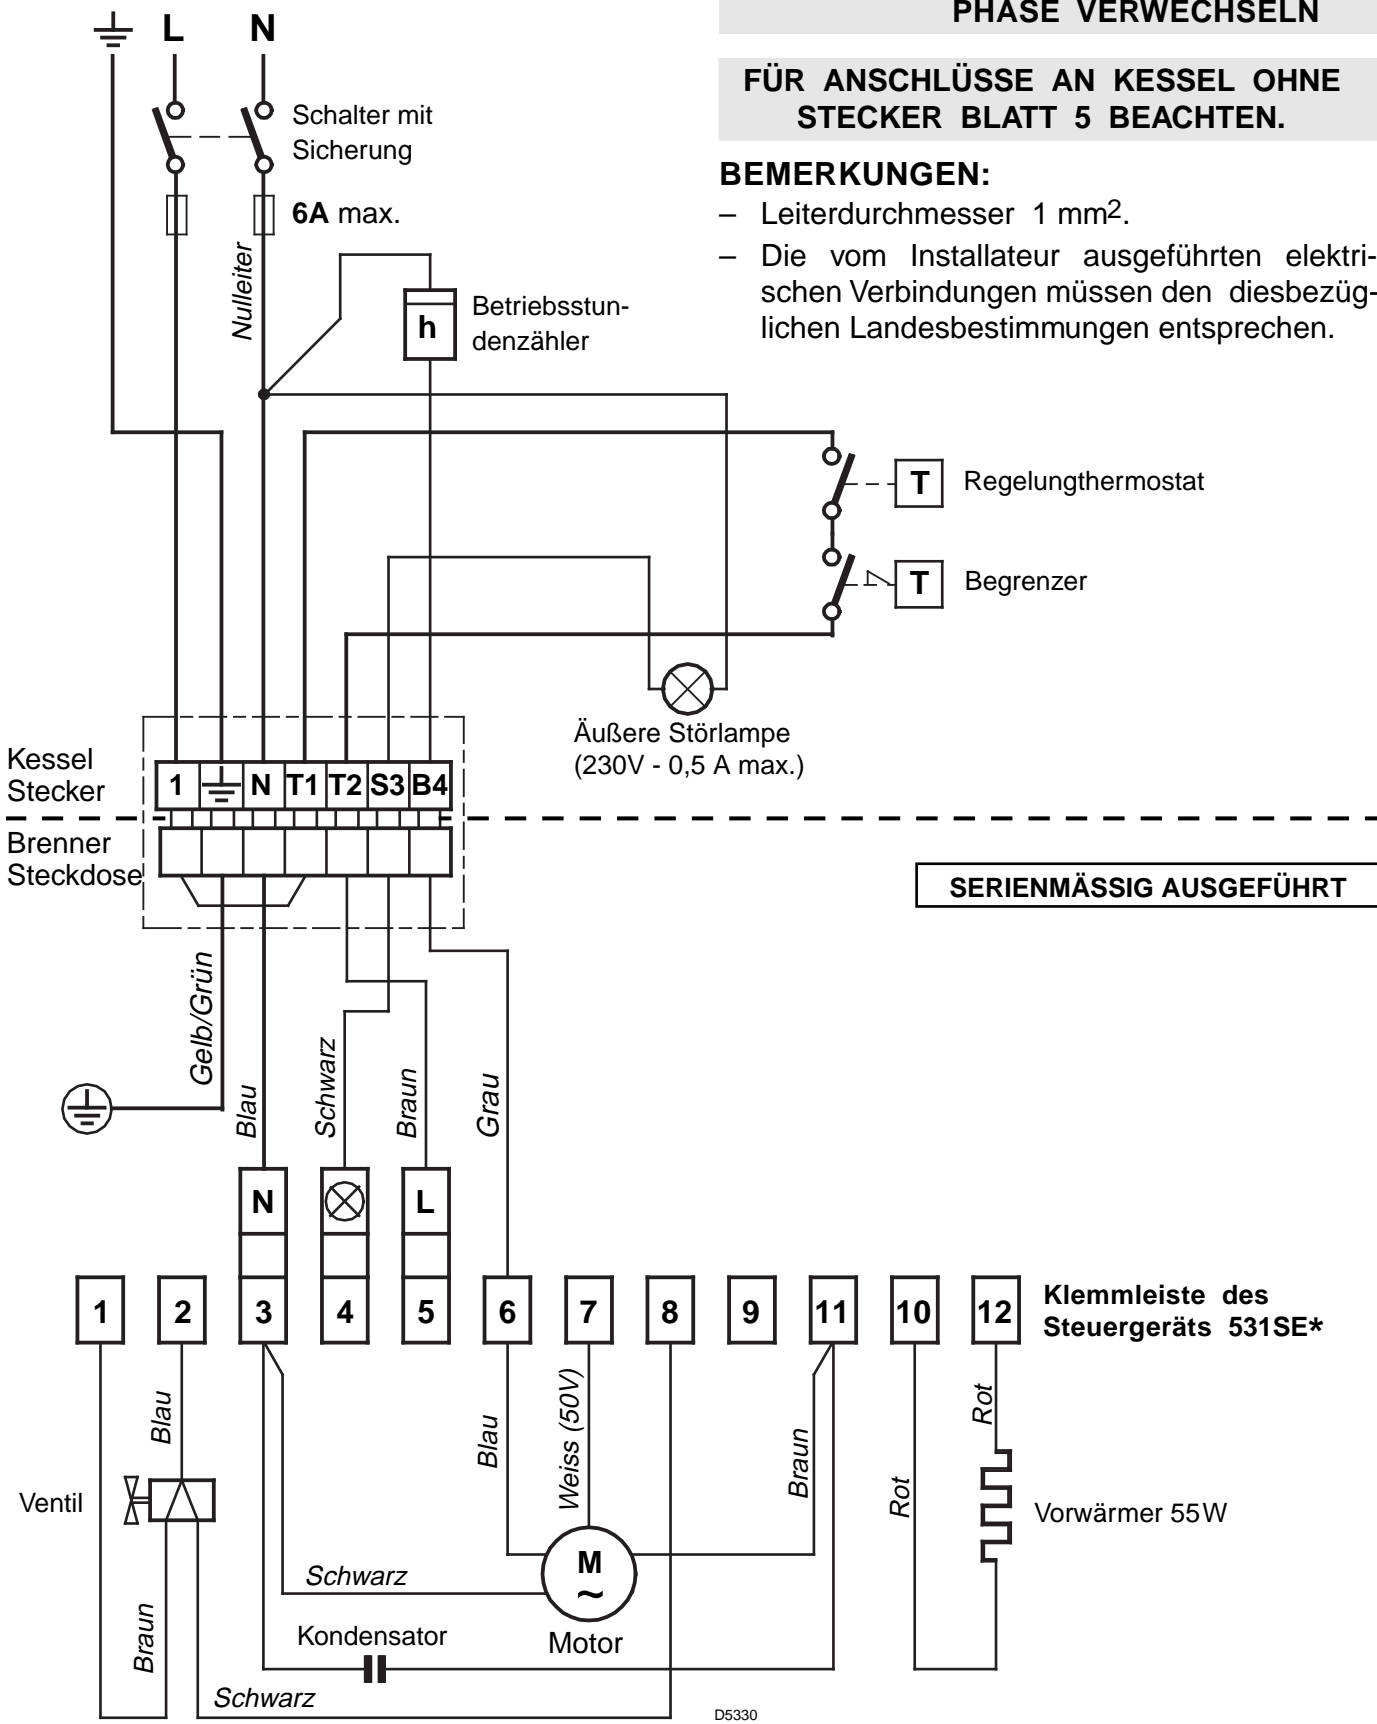 PHASE VERWECHSELN
FÜR ANSCHLÜSSE AN KESSEL OHNE
STECKER BLATT 5 BEACHTEN.
BEMERKUNGEN:
– Leiterdurchmesser 1 mm².
– Die vom Installateur ausgeführten elektri-
schen Verbindungen müssen den diesbezüg-
lichen Landesbestimmungen entsprechen.
L N
Schalter mit
Sicherung
6A max.
Nulleiter
h
Betriebsstun-
denzähler
T Regelungthermostat
T Begrenzer
Äußere Störlampe
(230V - 0,5 A max.)
Kessel
Stecker
1 N T1 T2 S3 B4
Brenner
Steckdose
SERIENMÄSSIG AUSGEFÜHRT
Gelb/Grün
Blau
Schwarz
Braun
Grau
N L
1 2 3 4 5 6 7 8 9 11 10 12
Klemmleiste des
Steuergeräts 531SE*
Blau
Blau
Weiss (50V)
Braun
Rot
Rot
Ventil
Vorwärmer 55W
M
~
Motor
Schwarz
Braun
Kondensator
Schwarz
D5330